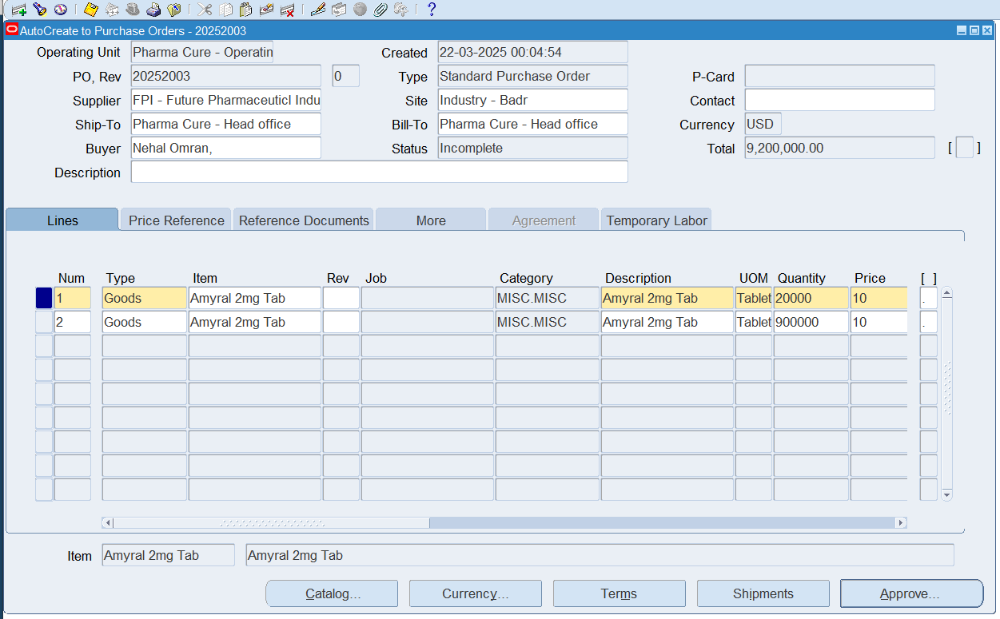 AutoCreate to Purchase Orders - 20252003
Operating Unit Pharma Cure - Operatin Created 22-03-2025 00:04:54
PO, Rev 20252003 0 Type Standard Purchase Order P-Card
Supplier FPI - Future Pharmaceuticl Indu Site Industry - Badr Contact
Ship-To Pharma Cure - Head office Bill-To Pharma Cure - Head office Currency USD
Buyer Nehal Omran, Status Incomplete Total 9,200,000.00 [ ]
Description
Lines Price Reference Reference Documents More Agreement Temporary Labor
Num Type Item Rev Job Category Description UOM Quantity Price [ ]
1 Goods Amyral 2mg Tab MISC.MISC Amyral 2mg Tab Tablet 20000 10 .
2 Goods Amyral 2mg Tab MISC.MISC Amyral 2mg Tab Tablet 900000 10 .
Item Amyral 2mg Tab Amyral 2mg Tab
Catalog... Currency... Terms Shipments Approve...